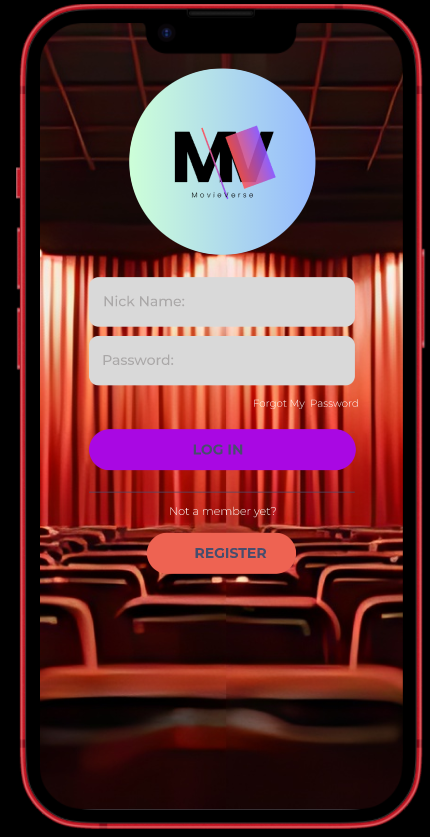 MV
MovieVerse
Nick Name:
Password:
Forgot My Password
LOG IN
Not a member yet?
REGISTER